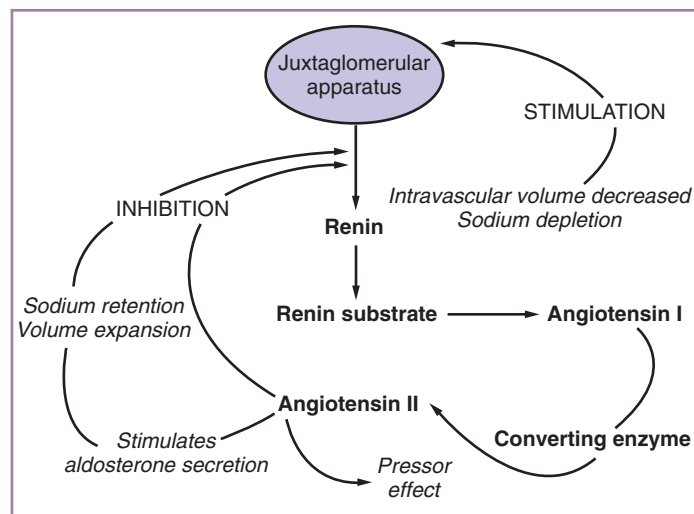 Juxtaglomerular
apparatus
STIMULATION
Intravascular volume decreased
Sodium depletion
INHIBITION
Renin
Sodium retention
Volume expansion
Renin substrate
Angiotensin I
Angiotensin II
Converting enzyme
Stimulates
aldosterone secretion
Pressor
effect